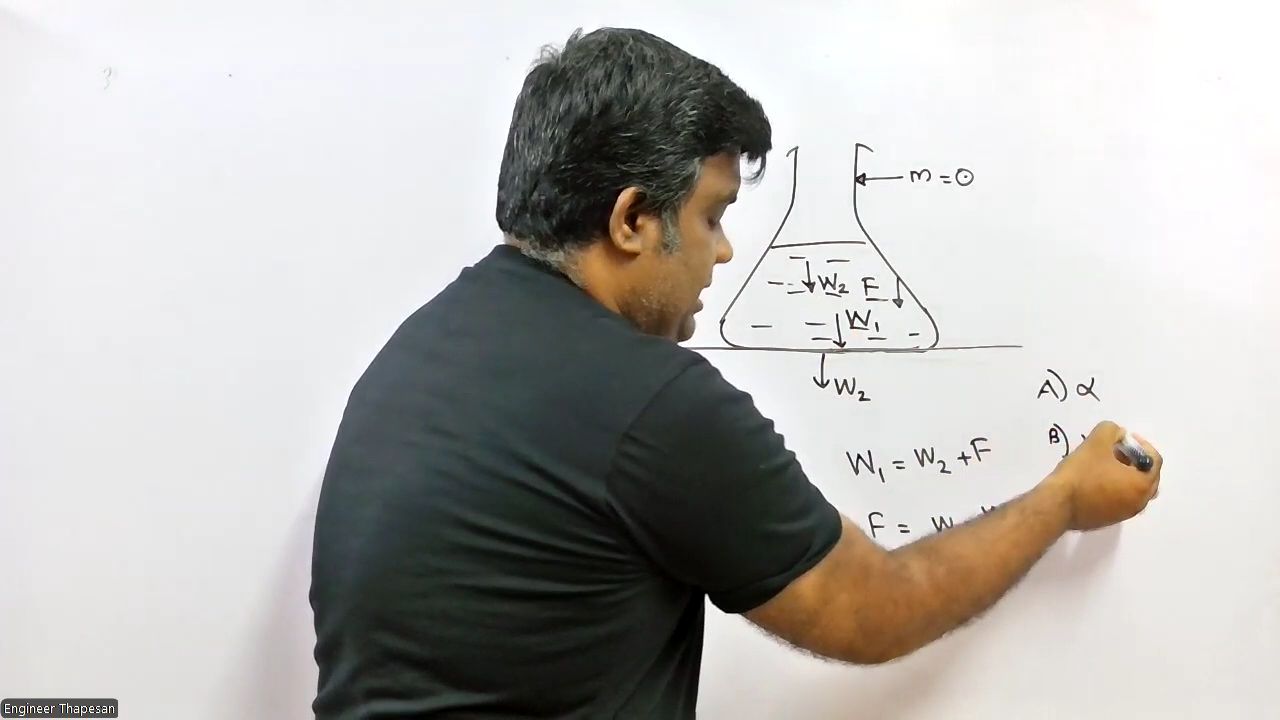 m = 0
W₂ F
W₁
W₂
A) α
B)
W₁ = W₂ + F
F =
Engineer Thapesan